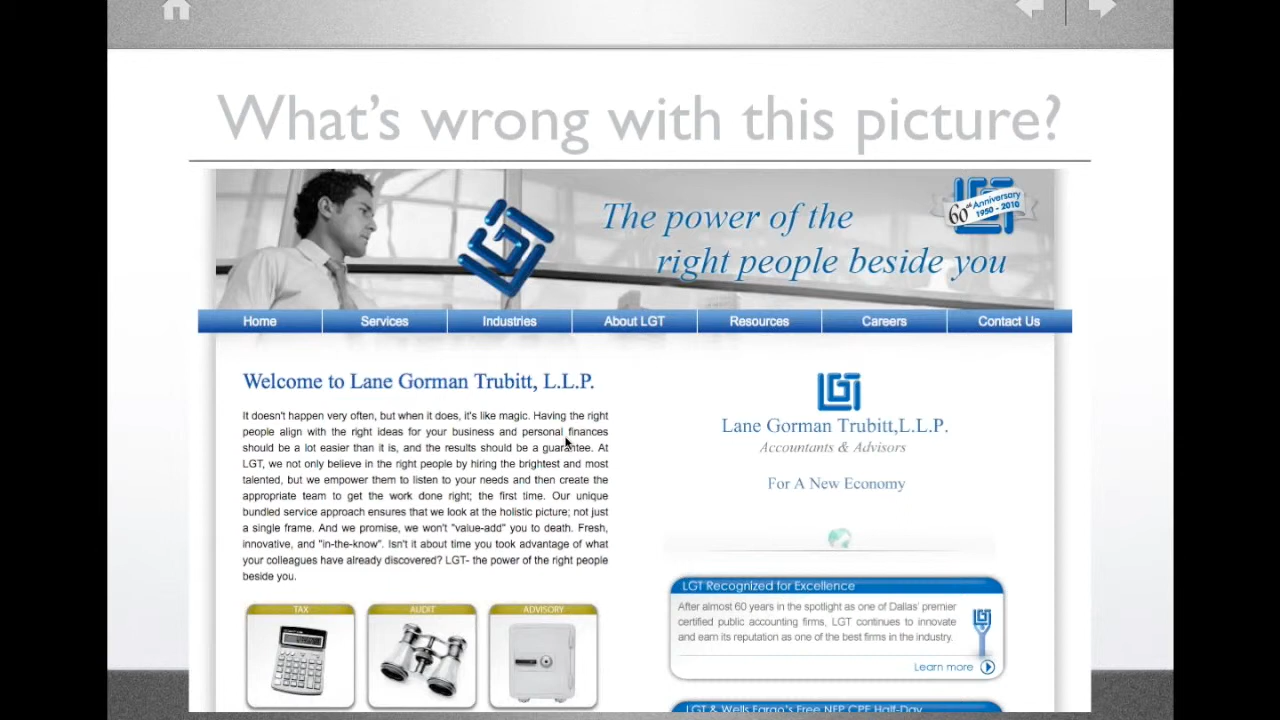 What's wrong with this picture?
LGT
The power of the
right people beside you
LGT
60th Anniversary
1950 - 2010
Home Services Industries About LGT Resources Careers Contact Us
Welcome to Lane Gorman Trubitt, L.L.P.
It doesn't happen very often, but when it does, it's like magic. Having the right
people align with the right ideas for your business and personal finances
should be a lot easier than it is, and the results should be a guarantee. At
LGT, we not only believe in the right people by hiring the brightest and most
talented, but we empower them to listen to your needs and then create the
appropriate team to get the work done right; the first time. Our unique
bundled service approach ensures that we look at the holistic picture; not just
a single frame. And we promise, we won't "value-add" you to death. Fresh,
innovative, and "in-the-know". Isn't it about time you took advantage of what
your colleagues have already discovered? LGT- the power of the right people
beside you.
TAX AUDIT ADVISORY
LGT
Lane Gorman Trubitt,L.L.P.
Accountants & Advisors
For A New Economy
LGT Recognized for Excellence
After almost 60 years in the spotlight as one of Dallas' premier
certified public accounting firms, LGT continues to innovate
and earn its reputation as one of the best firms in the industry.
LGT
Learn more
LGT & Wells Fargo's Free NFP CPE Half-Day